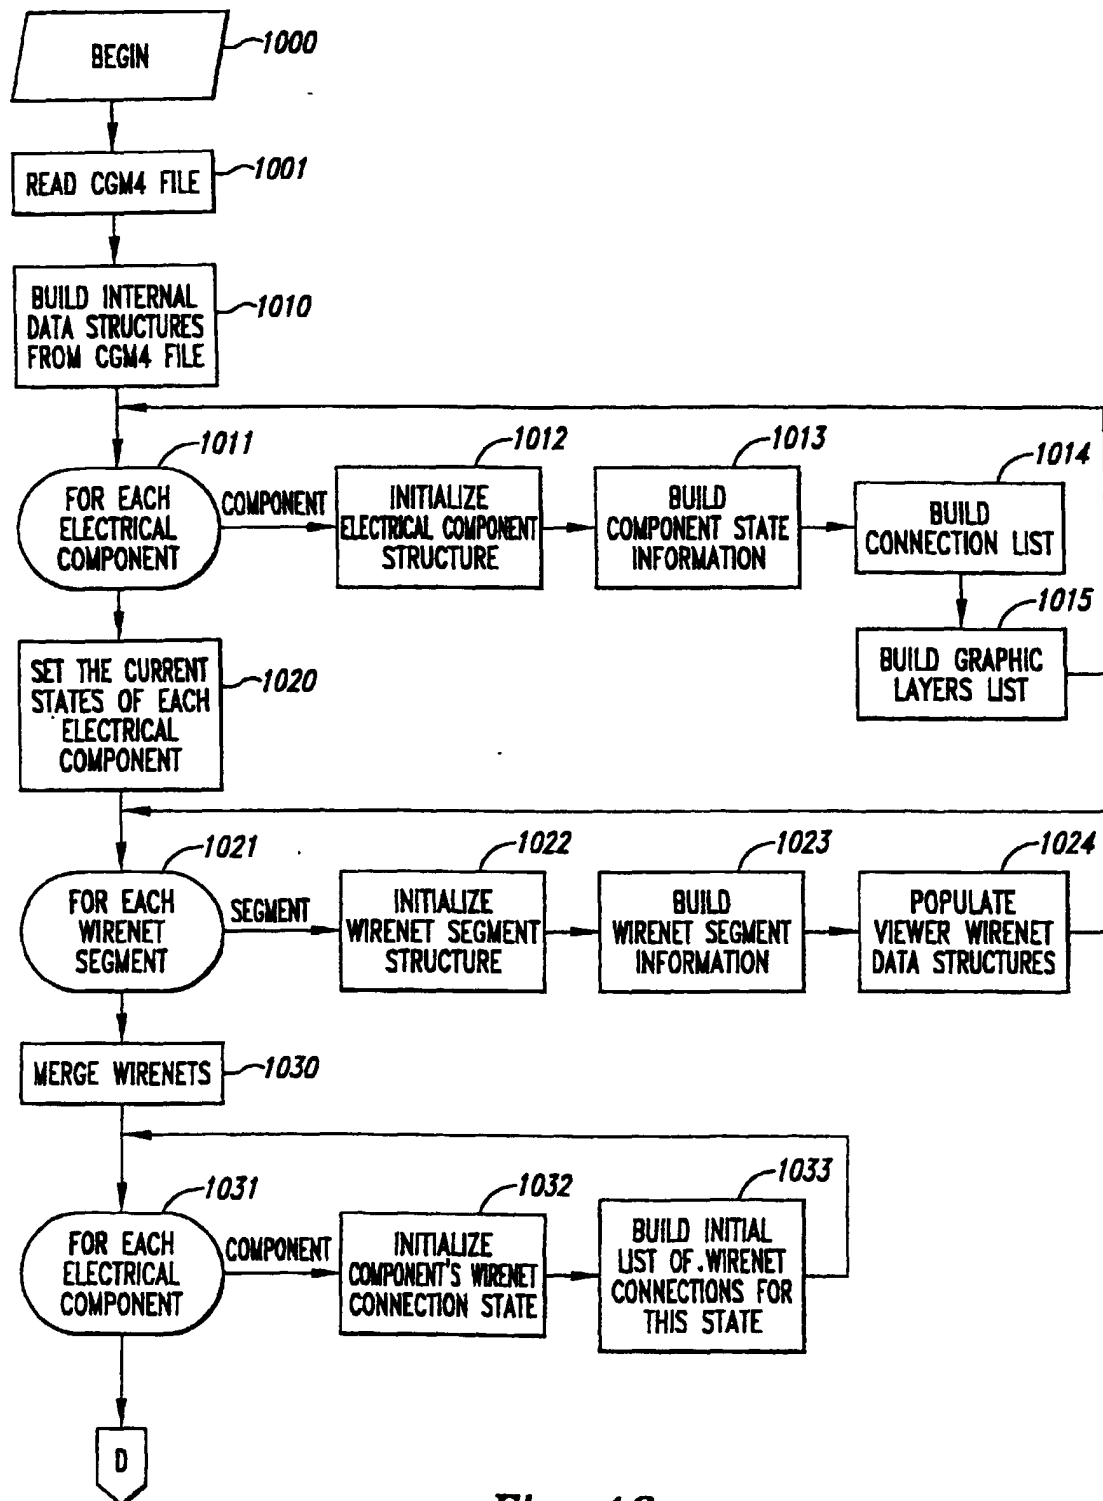 BEGIN
1000
READ CGM4 FILE
1001
BUILD INTERNAL
DATA STRUCTURES
FROM CGM4 FILE
1010
1011
FOR EACH
ELECTRICAL
COMPONENT
COMPONENT
1012
INITIALIZE
ELECTRICAL COMPONENT
STRUCTURE
1013
BUILD
COMPONENT STATE
INFORMATION
1014
BUILD
CONNECTION LIST
1015
BUILD GRAPHIC
LAYERS LIST
SET THE CURRENT
STATES OF EACH
ELECTRICAL
COMPONENT
1020
1021
FOR EACH
WIRENET
SEGMENT
SEGMENT
1022
INITIALIZE
WIRENET SEGMENT
STRUCTURE
1023
BUILD
WIRENET SEGMENT
INFORMATION
1024
POPULATE
VIEWER WIRENET
DATA STRUCTURES
MERGE WIRENETS
1030
1031
FOR EACH
ELECTRICAL
COMPONENT
COMPONENT
1032
INITIALIZE
COMPONENT'S WIRENET
CONNECTION STATE
1033
BUILD INITIAL
LIST OF WIRENET
CONNECTIONS FOR
THIS STATE
D